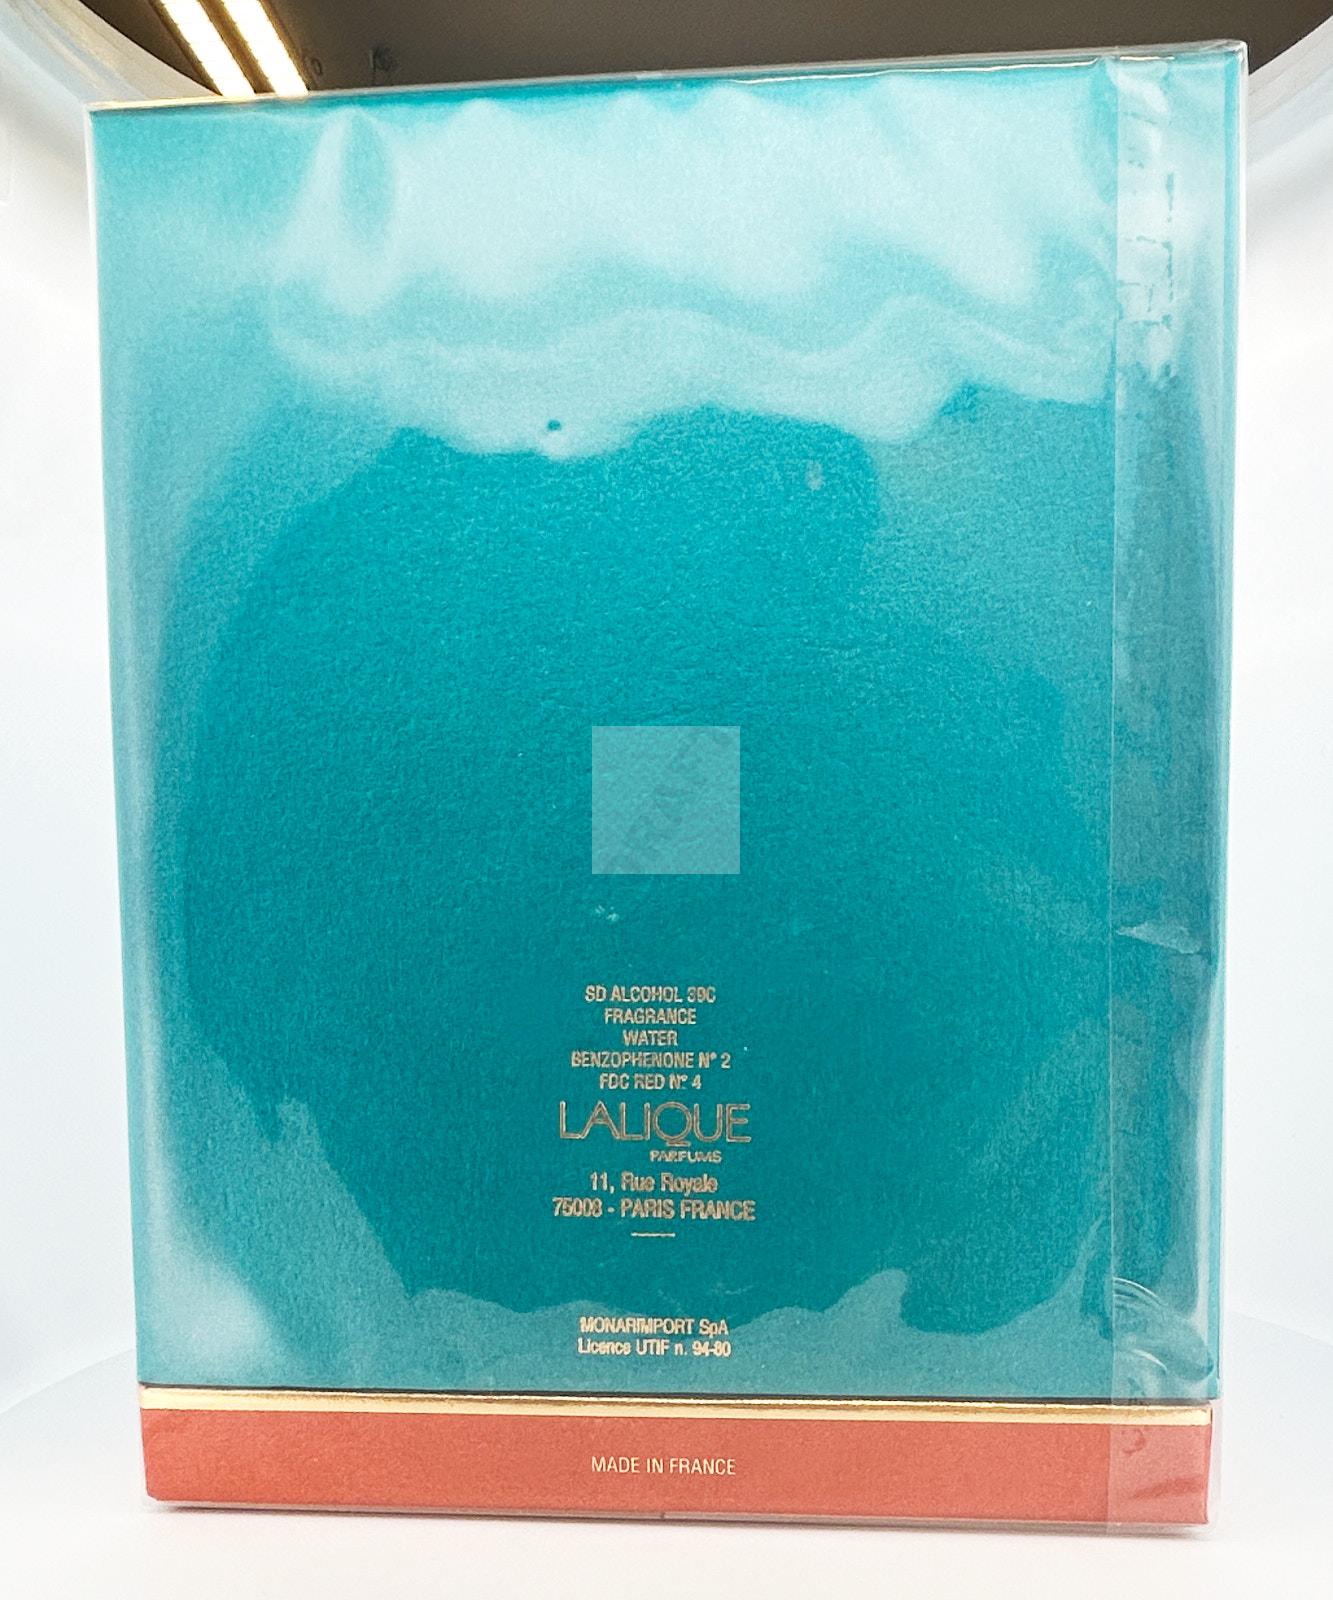 SD ALCOHOL 39C
FRAGRANCE
WATER
BENZOPHENONE N° 2
FDC RED N° 4
LALIQUE
PARFUMS
11, Rue Royale
75008 - PARIS FRANCE
MONARIMPORT SpA
Licence UTIF n. 94-80
MADE IN FRANCE